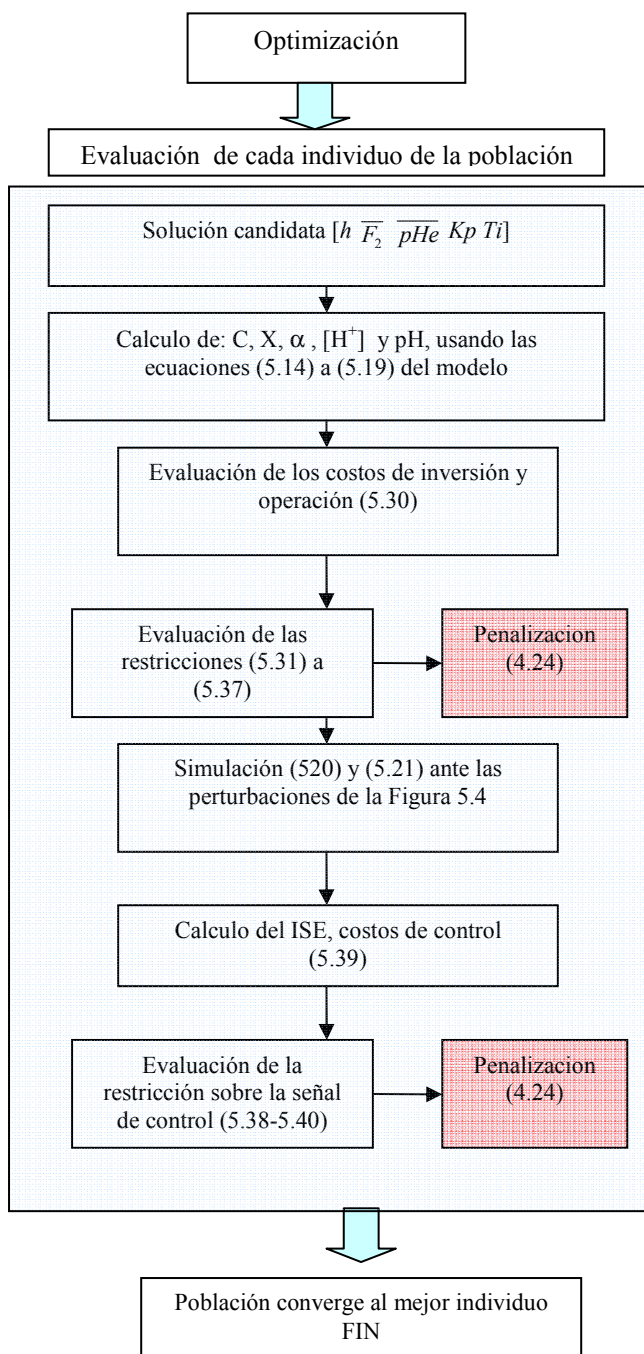 Optimización
Evaluación de cada individuo de la población
Solución candidata [h F̅₂ p̅H̅e̅ Kp Ti]
Calculo de: C, X, α , [H⁺] y pH, usando las
ecuaciones (5.14) a (5.19) del modelo
Evaluación de los costos de inversión y
operación (5.30)
Evaluación de las
restricciones (5.31) a
(5.37)
Penalizacion
(4.24)
Simulación (520) y (5.21) ante las
perturbaciones de la Figura 5.4
Calculo del ISE, costos de control
(5.39)
Evaluación de la
restricción sobre la señal
de control (5.38-5.40)
Penalizacion
(4.24)
Población converge al mejor individuo
FIN